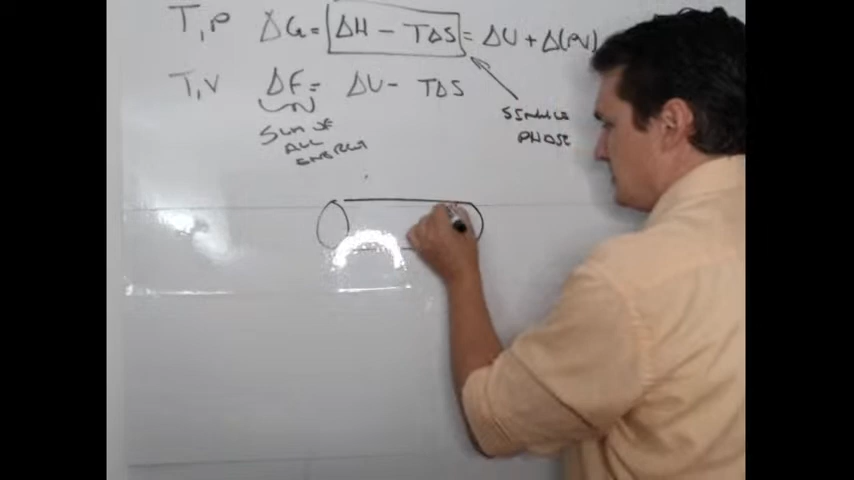 T, P ΔG = ΔH - TΔS = ΔU + Δ(PV)
T, V ΔF = ΔU - TΔS
SINGLE
PHASE
SUM OF
ALL
ENERGY